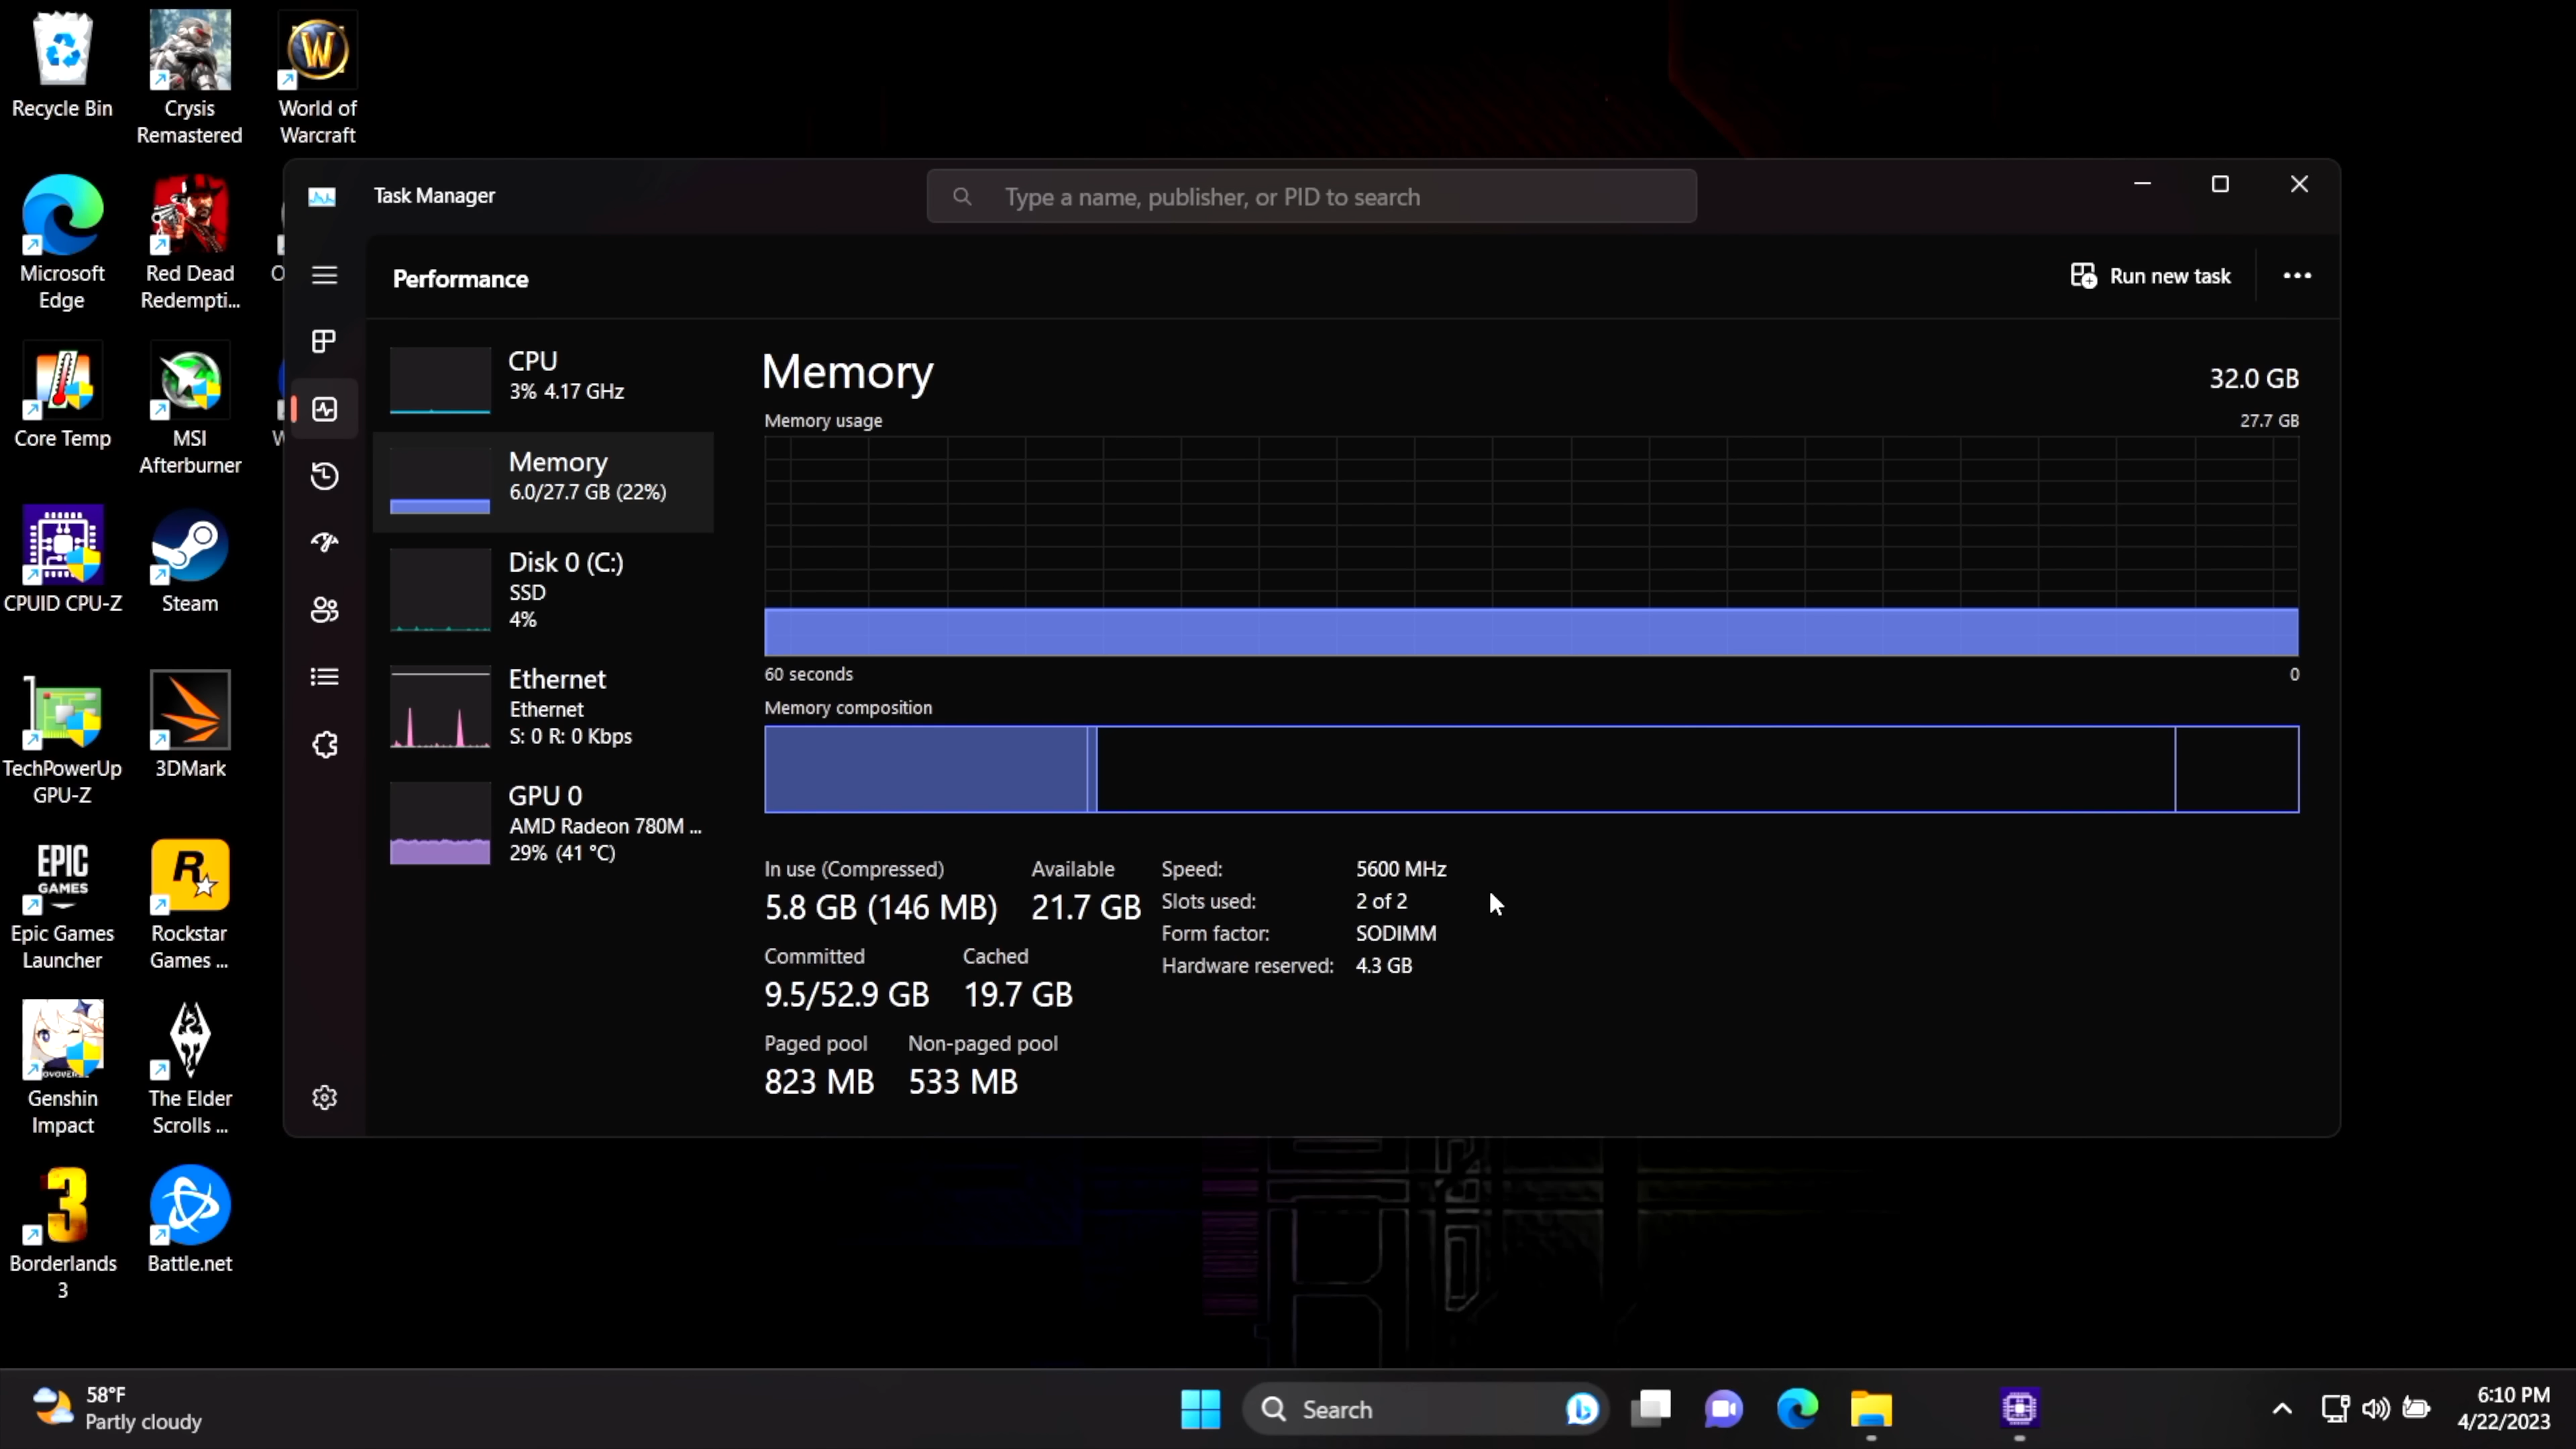 Recycle Bin
Crysis
Remastered
World of
Warcraft
Microsoft
Edge
Red Dead
Redempti...
Core Temp
MSI
Afterburner
CPUID CPU-Z
Steam
TechPowerUp
GPU-Z
3DMark
EPIC
GAMES
Epic Games
Launcher
Rockstar
Games ...
Genshin
Impact
The Elder
Scrolls ...
Borderlands
3
Battle.net
Task Manager
Type a name, publisher, or PID to search
Performance
Run new task
CPU
3% 4.17 GHz
Memory
6.0/27.7 GB (22%)
Disk 0 (C:)
SSD
4%
Ethernet
Ethernet
S: 0 R: 0 Kbps
GPU 0
AMD Radeon 780M ...
29% (41 °C)
Memory
32.0 GB
Memory usage
27.7 GB
60 seconds
0
Memory composition
In use (Compressed)
5.8 GB (146 MB)
Available
21.7 GB
Committed
9.5/52.9 GB
Cached
19.7 GB
Paged pool
823 MB
Non-paged pool
533 MB
Speed: 5600 MHz
Slots used: 2 of 2
Form factor: SODIMM
Hardware reserved: 4.3 GB
58°F
Partly cloudy
Search
6:10 PM
4/22/2023